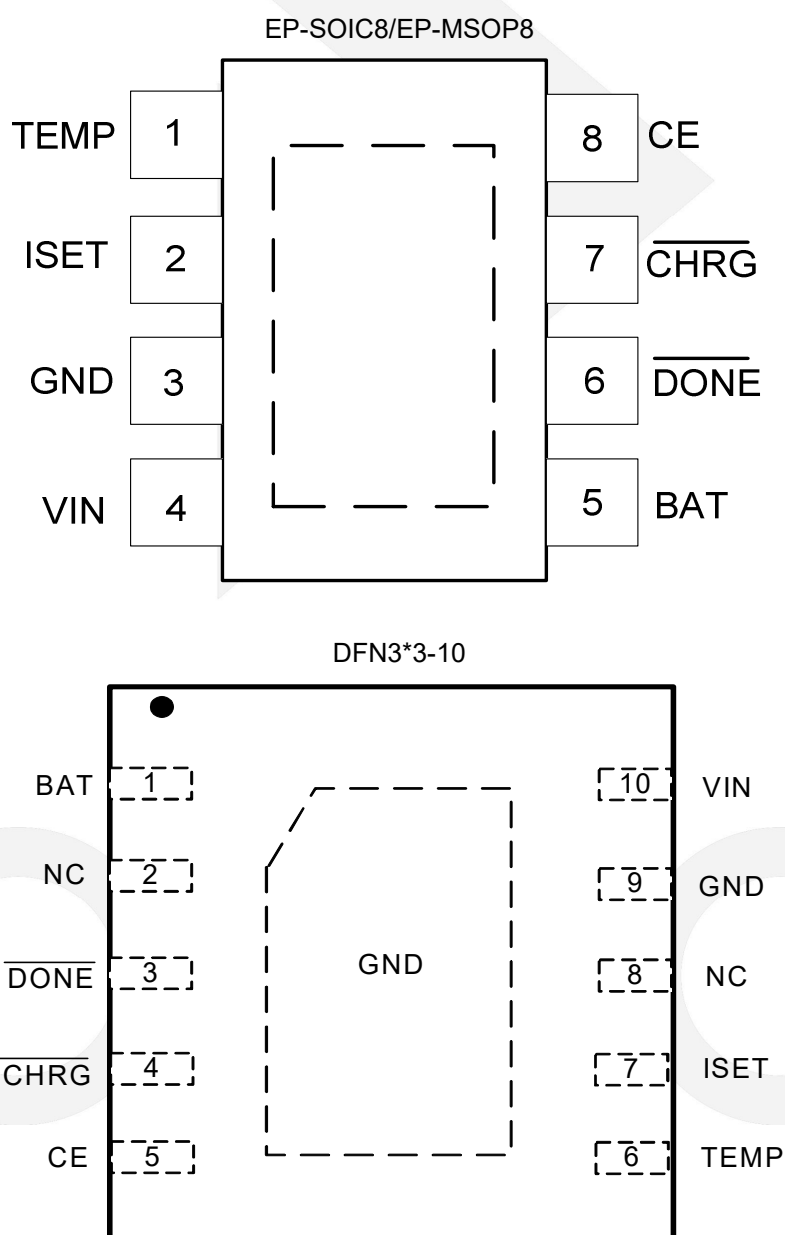 EP-SOIC8/EP-MSOP8
TEMP 1 8 CE
ISET 2 7 CHRG
GND 3 6 DONE
VIN 4 5 BAT
DFN3*3-10
BAT 1 10 VIN
NC 2 9 GND
DONE 3 GND 8 NC
CHRG 4 7 ISET
CE 5 6 TEMP